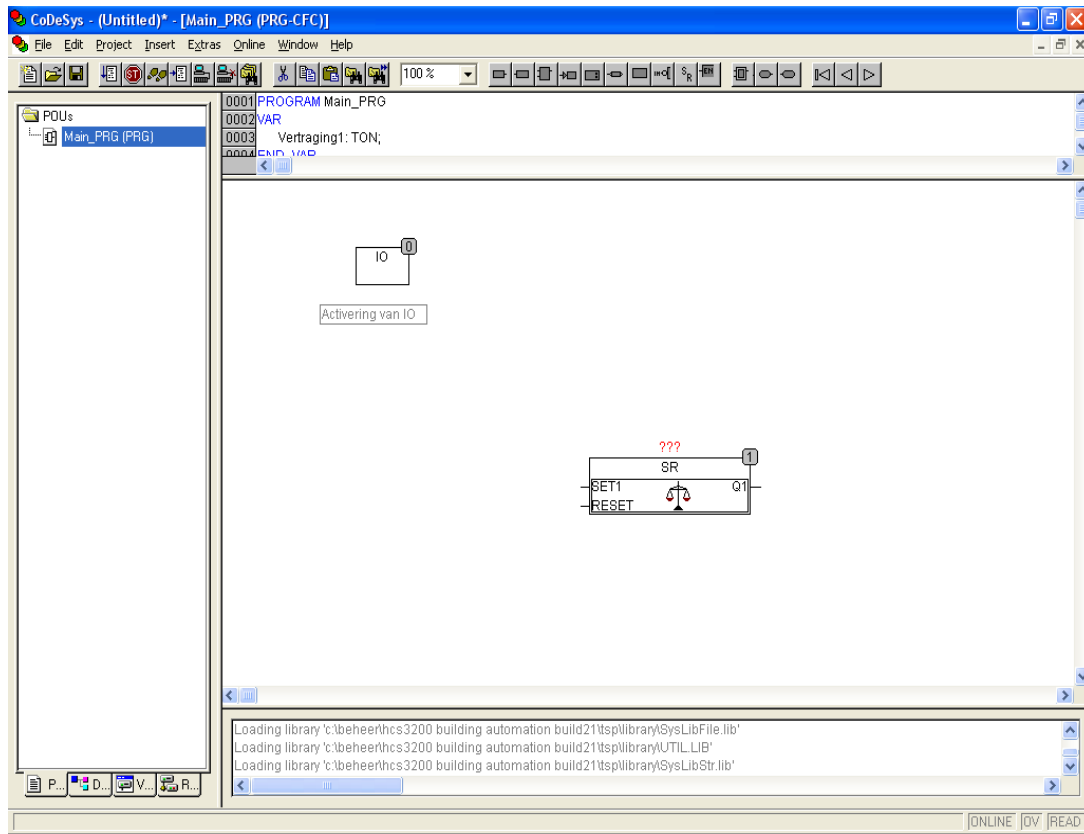 CoDeSys - (Untitled)* - [Main_PRG (PRG-CFC)]
File Edit Project Insert Extras Online Window Help
100 %
POUs
Main_PRG (PRG)
0001 PROGRAM Main_PRG
0002 VAR
0003 Vertraging1: TON;
0004 END_VAR
0
IO
Activering van IO
???
1
SR
SET1 Q1
RESET
Loading library 'c:\beheer\hcs3200 building automation build21\tsp\library\SysLibFile.lib'
Loading library 'c:\beheer\hcs3200 building automation build21\tsp\library\UTIL.LIB'
Loading library 'c:\beheer\hcs3200 building automation build21\tsp\library\SysLibStr.lib'
P... D... V... R...
ONLINE OV READ